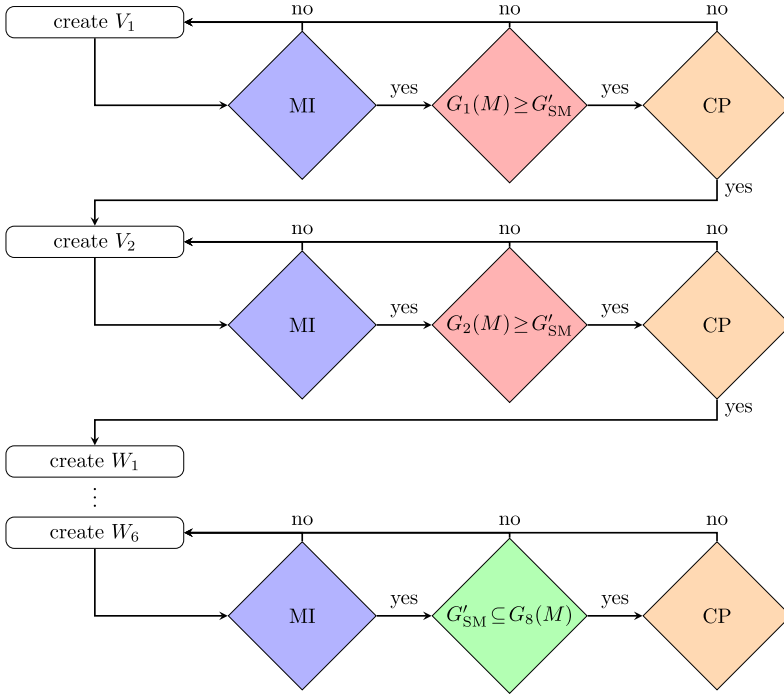 no no no
create V₁
MI yes G₁(M) ≥ G′SM yes CP
yes
no no no
create V₂
MI yes G₂(M) ≥ G′SM yes CP
yes
create W₁
⋮
no no no
create W₆
MI yes G′SM ⊆ G₈(M) yes CP